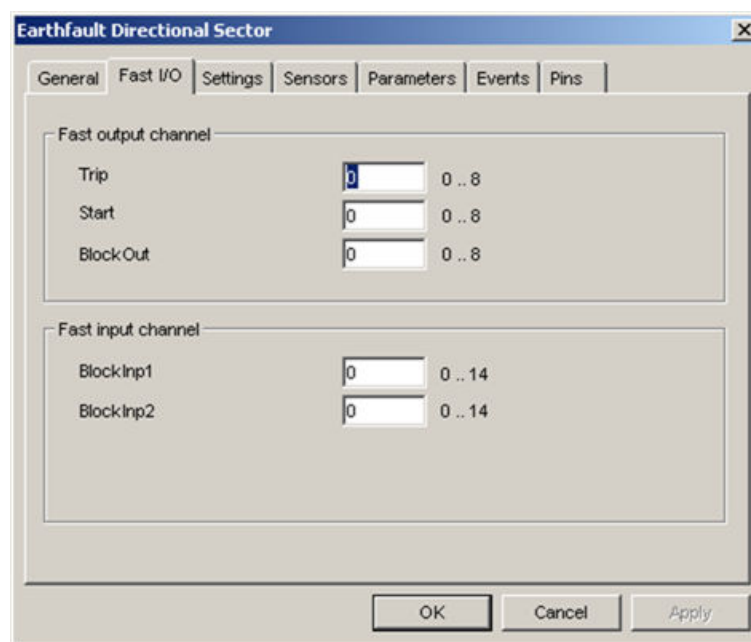 Earthfault Directional Sector
General Fast I/O Settings Sensors Parameters Events Pins
Fast output channel
Trip 0 0 .. 8
Start 0 0 .. 8
BlockOut 0 0 .. 8
Fast input channel
BlockInp1 0 0 .. 14
BlockInp2 0 0 .. 14
OK Cancel Apply